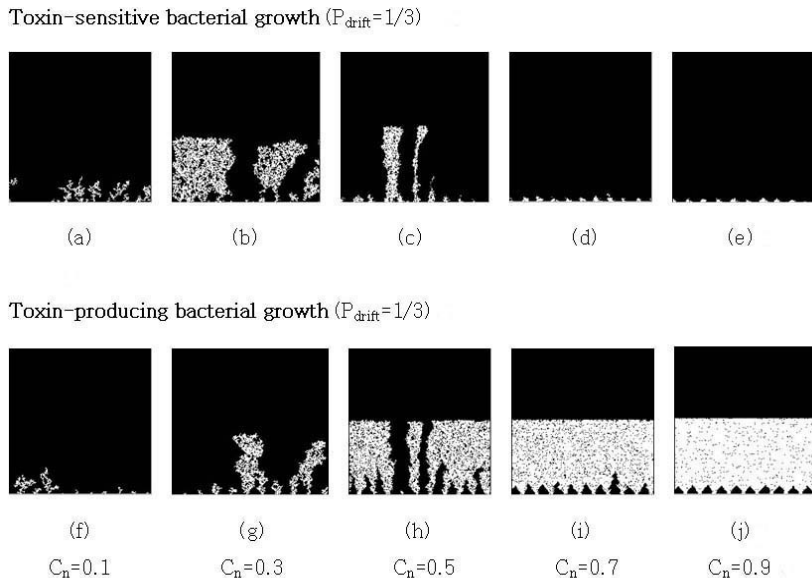 Toxin-sensitive bacterial growth (P_drift=1/3)
(a) (b) (c) (d) (e)
Toxin-producing bacterial growth (P_drift=1/3)
(f) (g) (h) (i) (j)
C_n=0.1 C_n=0.3 C_n=0.5 C_n=0.7 C_n=0.9